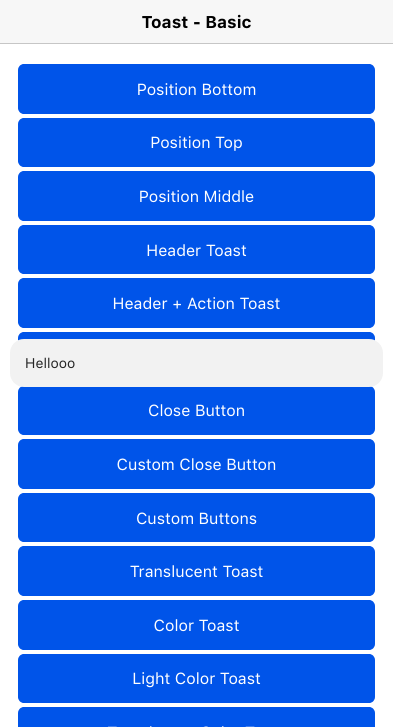 Toast - Basic
Position Bottom
Position Top
Position Middle
Header Toast
Header + Action Toast
Hellooo
Close Button
Custom Close Button
Custom Buttons
Translucent Toast
Color Toast
Light Color Toast